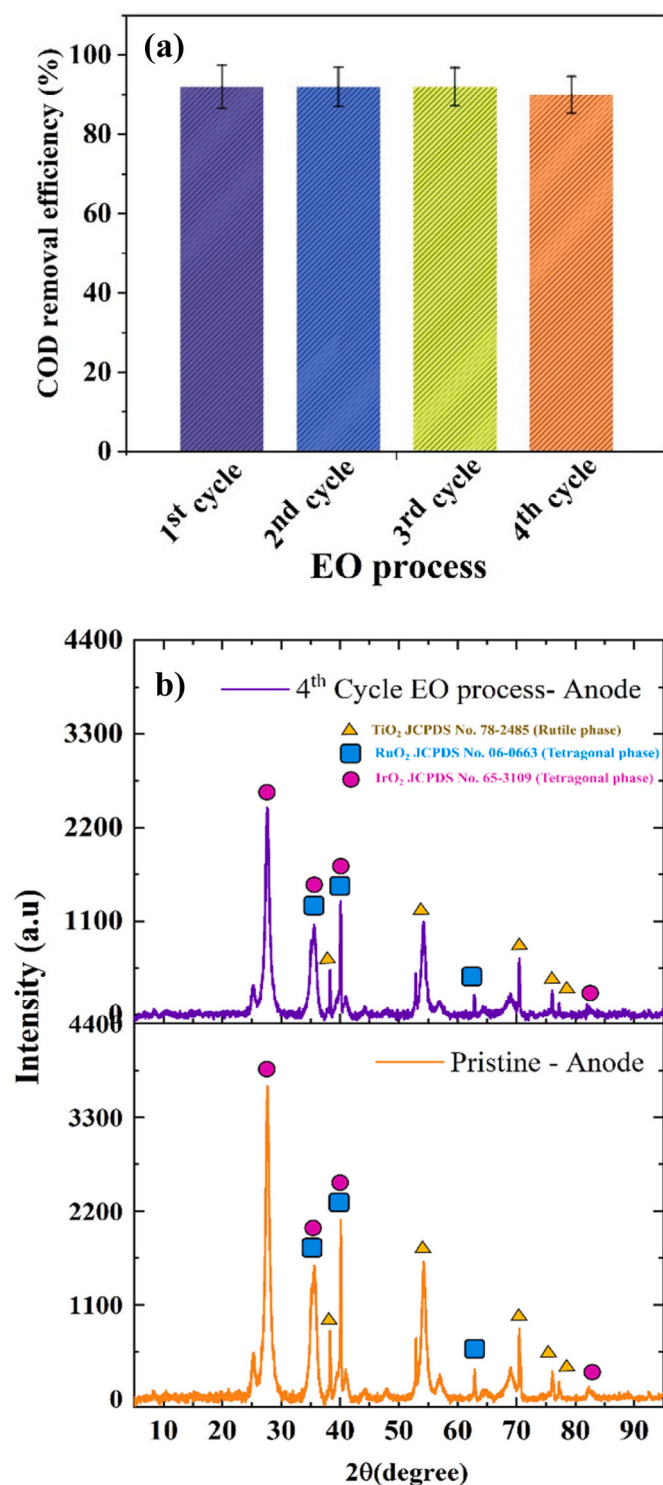 (a)
COD removal efficiency (%)
100
80
60
40
20
0
1st cycle
2nd cycle
3rd cycle
4th cycle
EO process
b)
4th Cycle EO process- Anode
TiO2 JCPDS No. 78-2485 (Rutile phase)
RuO2 JCPDS No. 06-0663 (Tetragonal phase)
IrO2 JCPDS No. 65-3109 (Tetragonal phase)
4400
3300
2200
1100
0
Intensity (a.u)
Pristine - Anode
4400
3300
2200
1100
0
10 20 30 40 50 60 70 80 90
2θ(degree)